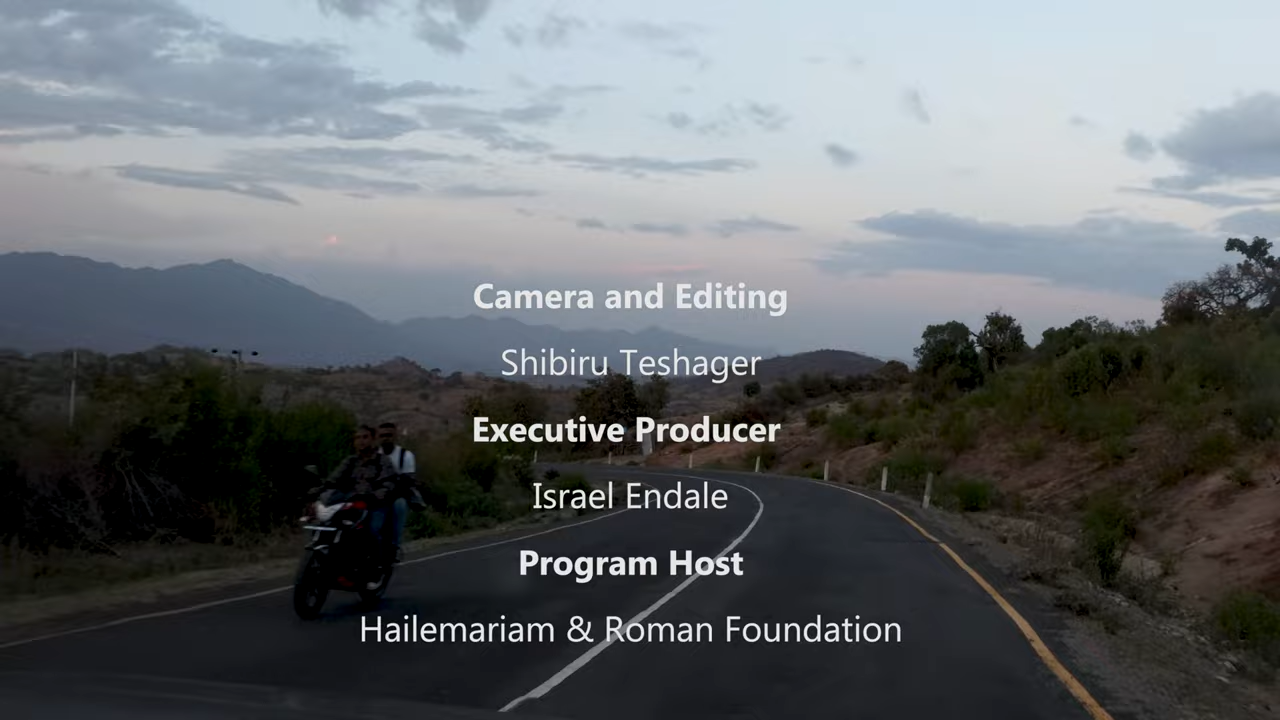 Camera and Editing
Shibiru Teshager
Executive Producer
Israel Endale
Program Host
Hailemariam & Roman Foundation